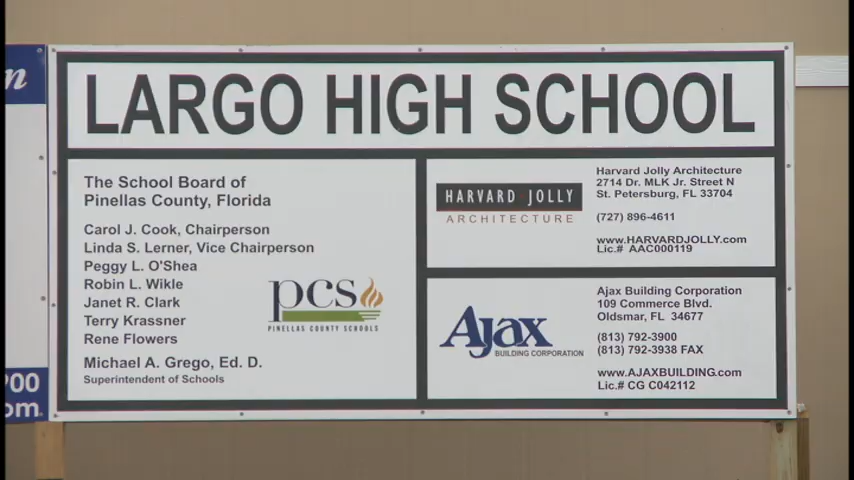 LARGO HIGH SCHOOL
The School Board of
Pinellas County, Florida
Carol J. Cook, Chairperson
Linda S. Lerner, Vice Chairperson
Peggy L. O'Shea
Robin L. Wikle
Janet R. Clark
Terry Krassner
Rene Flowers
Michael A. Grego, Ed. D.
Superintendent of Schools
pcs
PINELLAS COUNTY SCHOOLS
HARVARD JOLLY
ARCHITECTURE
Harvard Jolly Architecture
2714 Dr. MLK Jr. Street N
St. Petersburg, FL 33704
(727) 896-4611
www.HARVARDJOLLY.com
Lic.# AAC000119
Ajax
BUILDING CORPORATION
Ajax Building Corporation
109 Commerce Blvd.
Oldsmar, FL 34677
(813) 792-3900
(813) 792-3938 FAX
www.AJAXBUILDING.com
Lic.# CG C042112